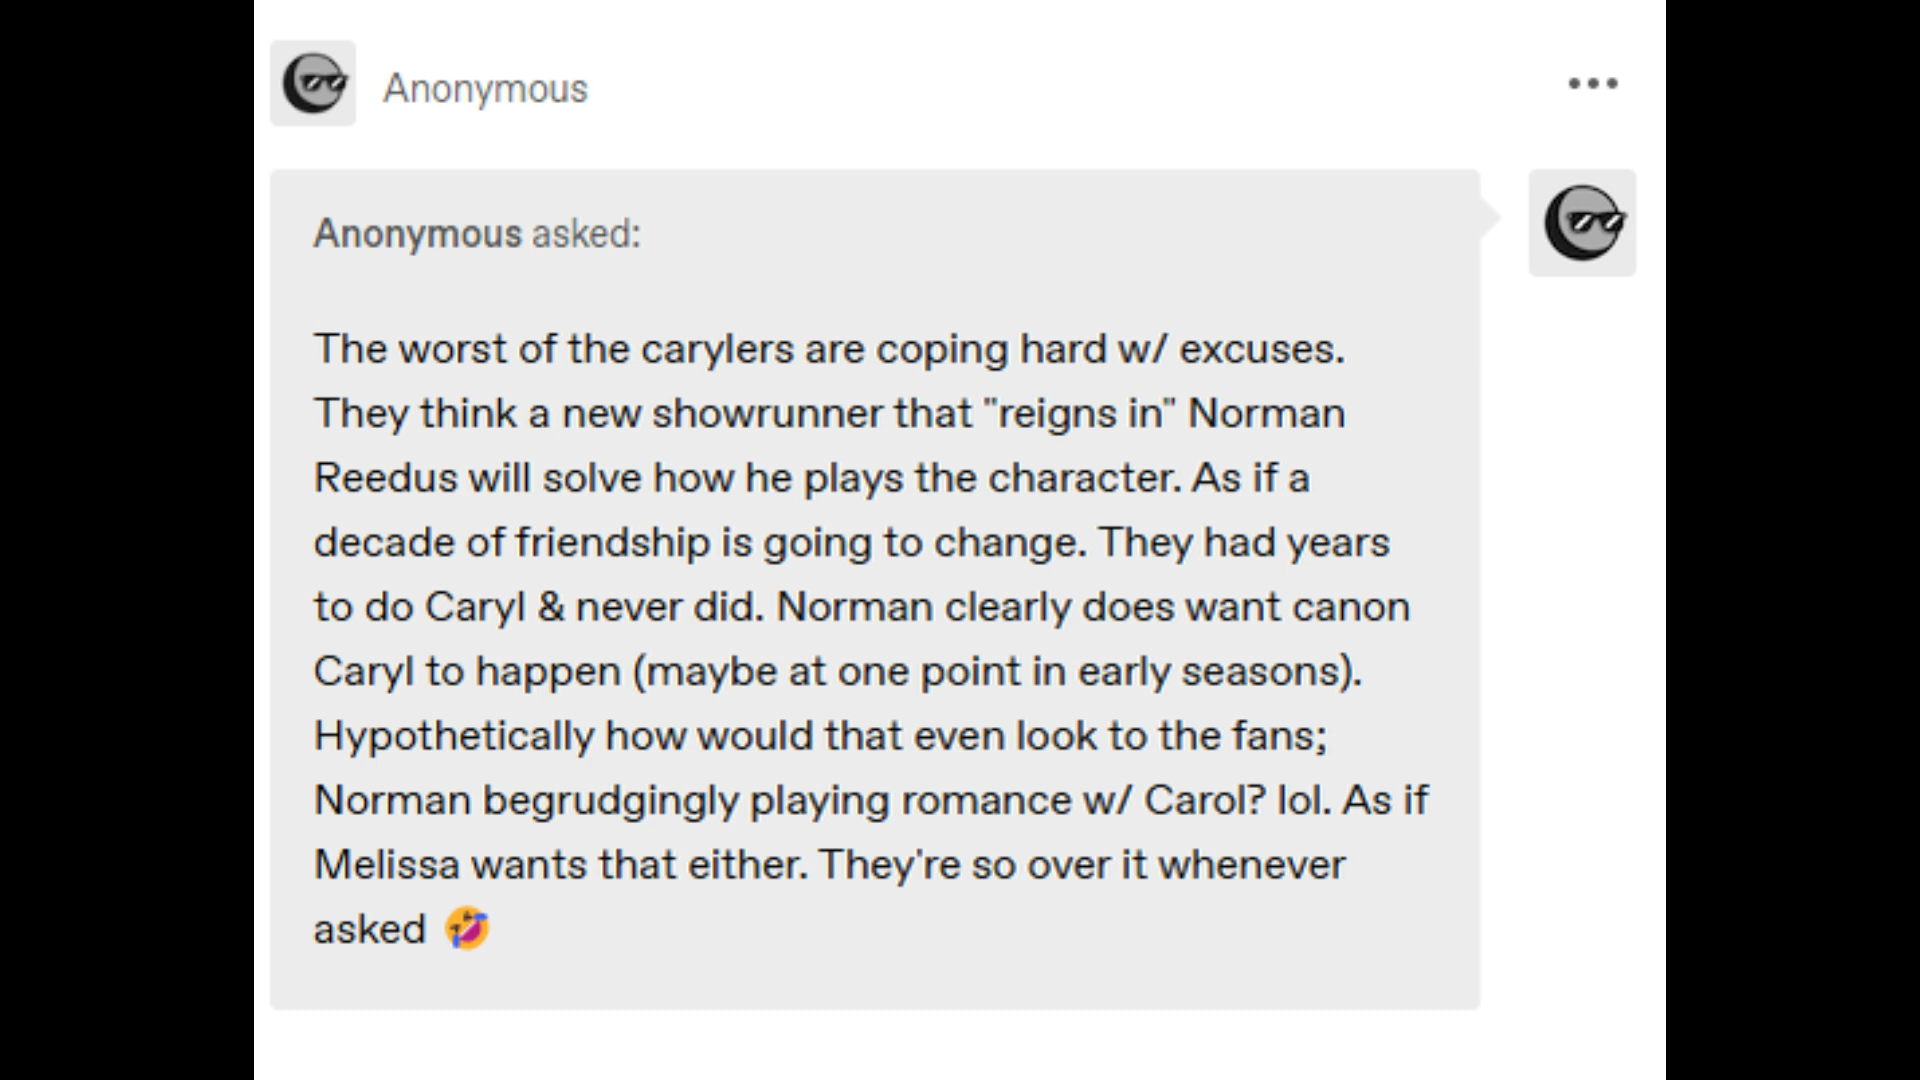 Anonymous
Anonymous asked:
The worst of the carylers are coping hard w/ excuses.
They think a new showrunner that "reigns in" Norman
Reedus will solve how he plays the character. As if a
decade of friendship is going to change. They had years
to do Caryl & never did. Norman clearly does want canon
Caryl to happen (maybe at one point in early seasons).
Hypothetically how would that even look to the fans;
Norman begrudgingly playing romance w/ Carol? lol. As if
Melissa wants that either. They're so over it whenever
asked 🤣